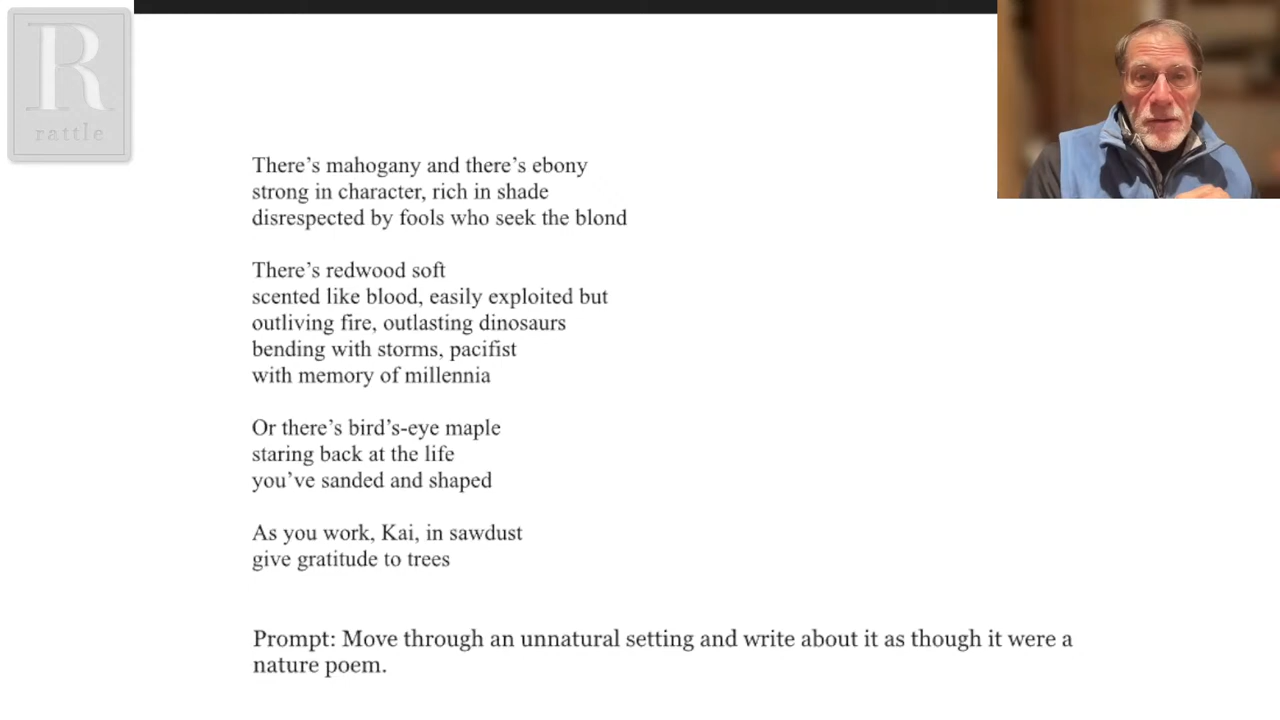 R
rattle
There's mahogany and there's ebony
strong in character, rich in shade
disrespected by fools who seek the blond
There's redwood soft
scented like blood, easily exploited but
outliving fire, outlasting dinosaurs
bending with storms, pacifist
with memory of millennia
Or there's bird's-eye maple
staring back at the life
you've sanded and shaped
As you work, Kai, in sawdust
give gratitude to trees
Prompt: Move through an unnatural setting and write about it as though it were a
nature poem.